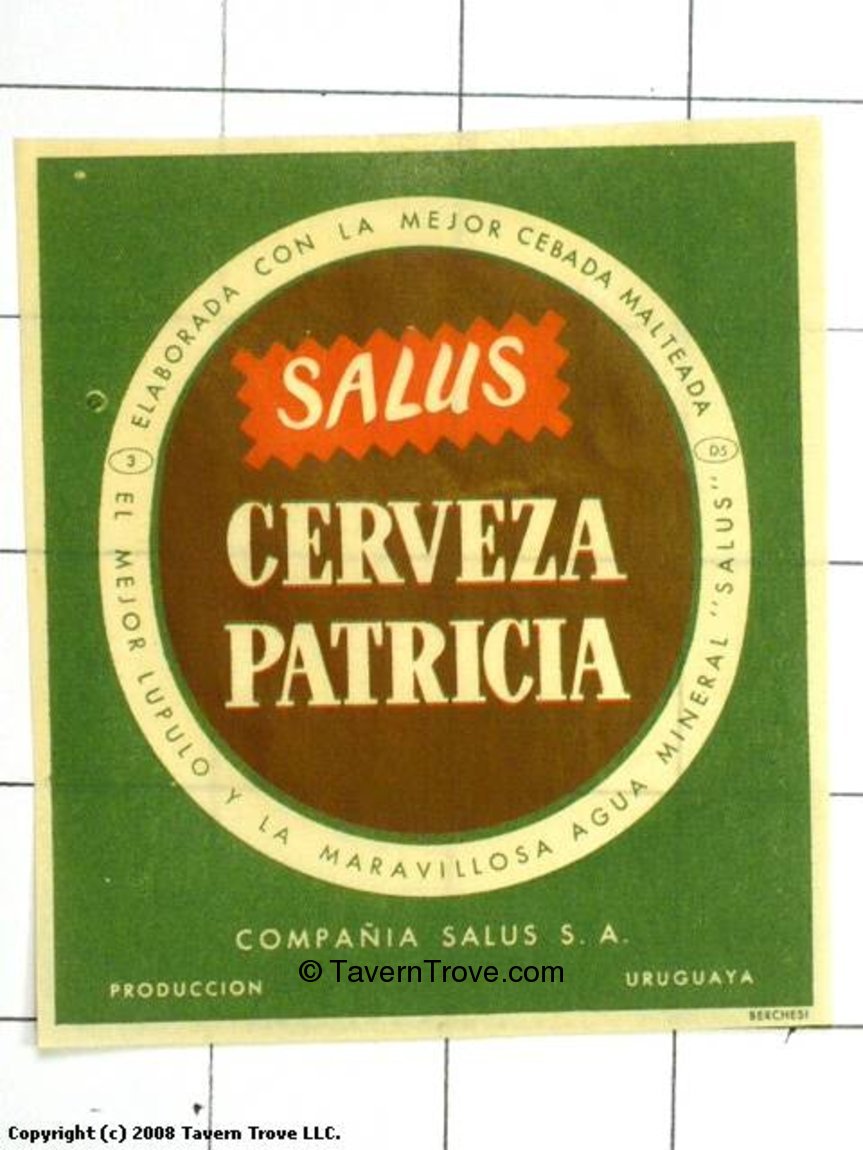 ELABORADA CON LA MEJOR CEBADA MALTEADA
DS
3
EL MEJOR LUPULO Y LA MARAVILLOSA AGUA MINERAL "SALUS"
SALUS
CERVEZA
PATRICIA
COMPAÑIA SALUS S. A.
© TavernTrove.com
PRODUCCION URUGUAYA
BERCHESI
Copyright (c) 2008 Tavern Trove LLC.